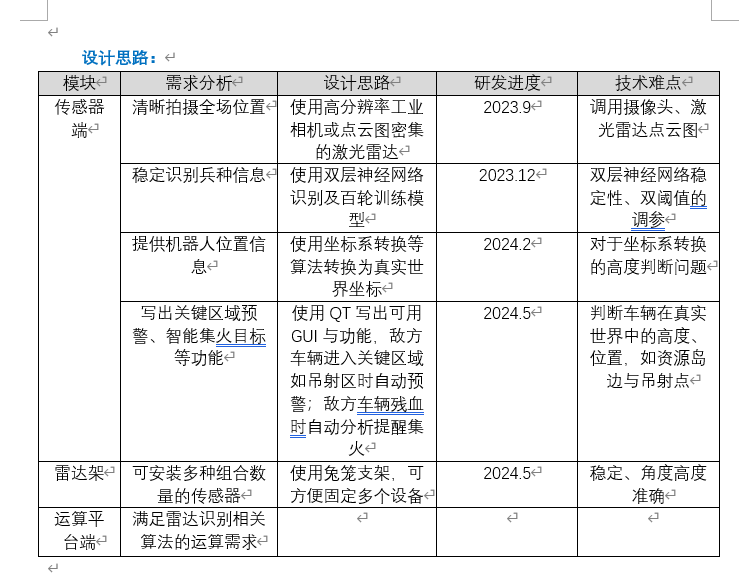 设计思路：
模块 需求分析 设计思路 研发进度 技术难点
传感器
端
清晰拍摄全场位置
使用高分辨率工业
相机或点云图密集
的激光雷达
2023.9
调用摄像头、激
光雷达点云图
稳定识别兵种信息
使用双层神经网络
识别及百轮训练模
型
2023.12
双层神经网络稳
定性、双阈值的
调参
提供机器人位置信
息
使用坐标系转换等
算法转换为真实世
界坐标
2024.2
对于坐标系转换
的高度判断问题
写出关键区域预
警、智能集火目标
等功能
使用 QT 写出可用
GUI 与功能，敌方
车辆进入关键区域
如吊射区时自动预
警；敌方车辆残血
时自动分析提醒集
火
2024.5
判断车辆在真实
世界中的高度、
位置，如资源岛
边与吊射点
雷达架
可安装多种组合数
量的传感器
使用兔笼支架，可
方便固定多个设备
2024.5
稳定、角度高度
准确
运算平
台端
满足雷达识别相关
算法的运算需求